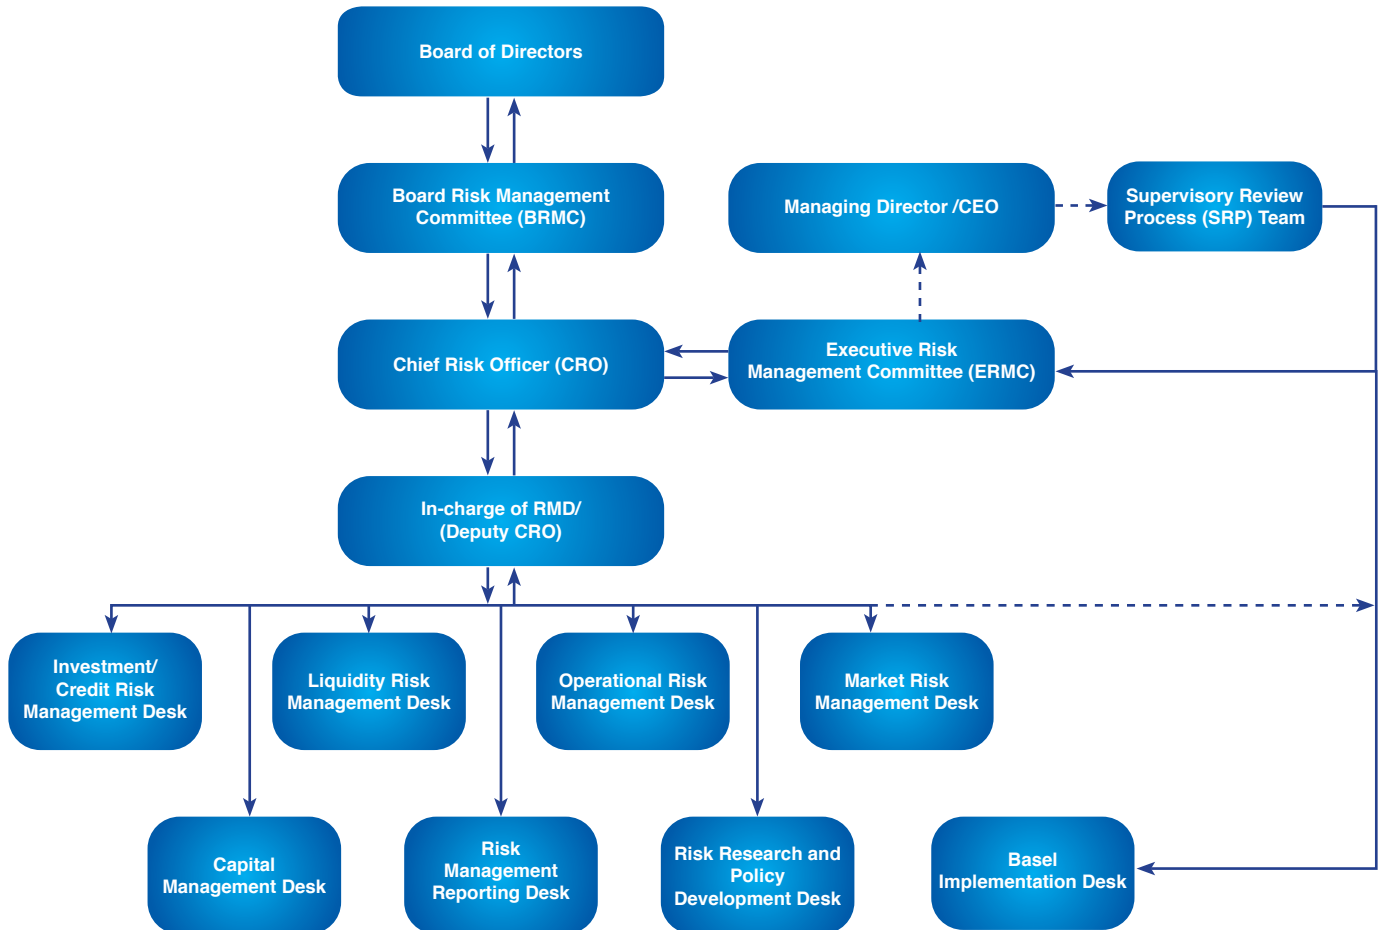 Board of Directors
Board Risk Management
Committee (BRMC)
Managing Director /CEO
Supervisory Review
Process (SRP) Team
Chief Risk Officer (CRO)
Executive Risk
Management Committee (ERMC)
In-charge of RMD/
(Deputy CRO)
Investment/
Credit Risk
Management Desk
Liquidity Risk
Management Desk
Operational Risk
Management Desk
Market Risk
Management Desk
Capital
Management Desk
Risk
Management
Reporting Desk
Risk Research and
Policy
Development Desk
Basel
Implementation Desk